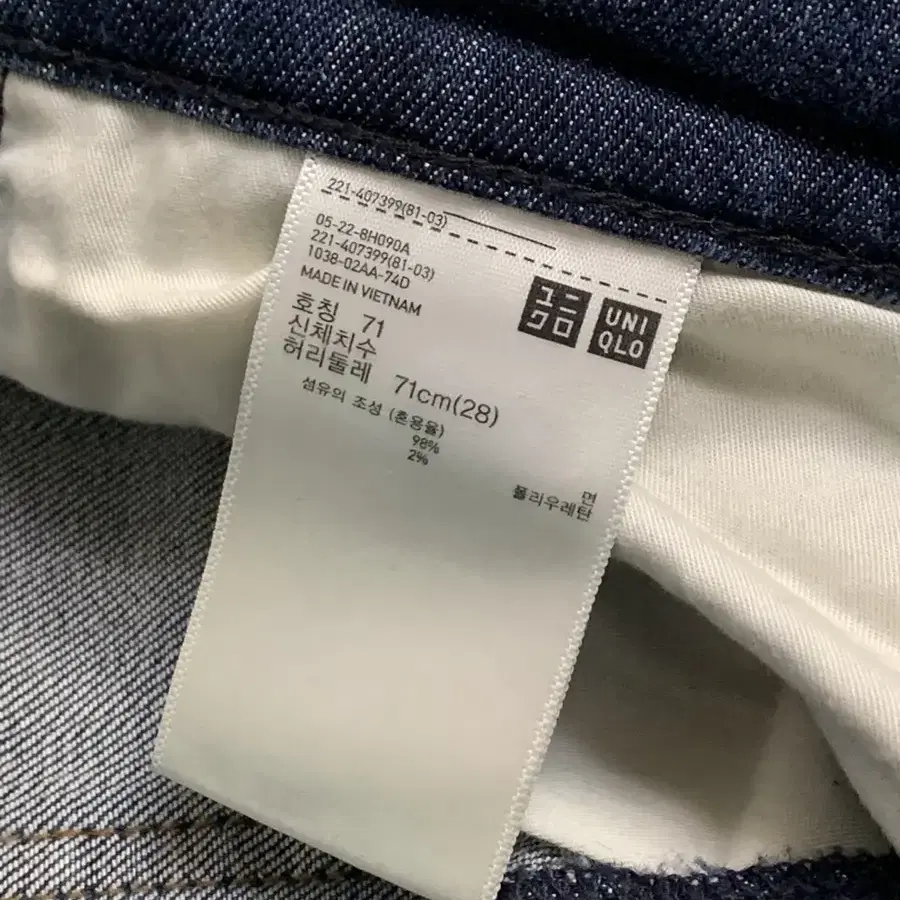 221-407399(81-03)
05-22-8H090A
221-407399(81-03)
1038-02AA-74D
MADE IN VIETNAM
ユニ
クロ
UNI
QLO
호칭 71
신체치수
허리둘레 71cm(28)
섬유의 조성 (혼용율)
98% 면
2% 폴리우레탄